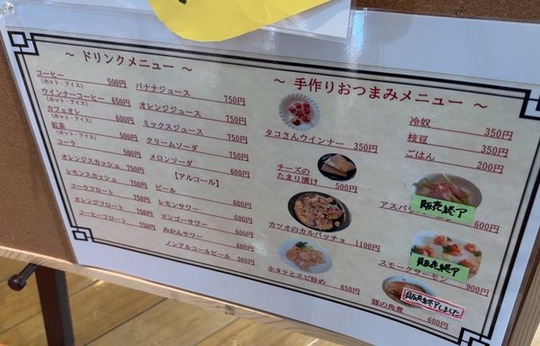 ～ ドリンクメニュー ～
コーヒー
(ホット・アイス) 500円
ウインナーコーヒー 650円
(ホット・アイス)
カフェオレ 600円
(ホット・アイス)
紅茶 500円
(ホット・アイス)
コーラ 500円
オレンジスカッシュ 750円
レモンスカッシュ 750円
コーラフロート 750円
オレンジフロート 750円
コーヒーフロート 750円
バナナジュース 750円
オレンジジュース 750円
ミックスジュース 750円
クリームソーダ 750円
メロンソーダ 600円
【アルコール】
ビール 600円
レモンサワー 600円
マンゴーサワー 600円
みかんサワー 600円
ノンアルコールビール 500円
～ 手作りおつまみメニュー ～
タコさんウインナー 350円
チーズの
たまり漬け 500円
カツオのカルパッチョ 1100円
ホタテとエビ炒め 650円
冷奴 350円
枝豆 350円
ごはん 200円
アスパ
販売終了
600円
販売終了
スモークサーモン 900円
販売終了しました
豚の角煮 600円